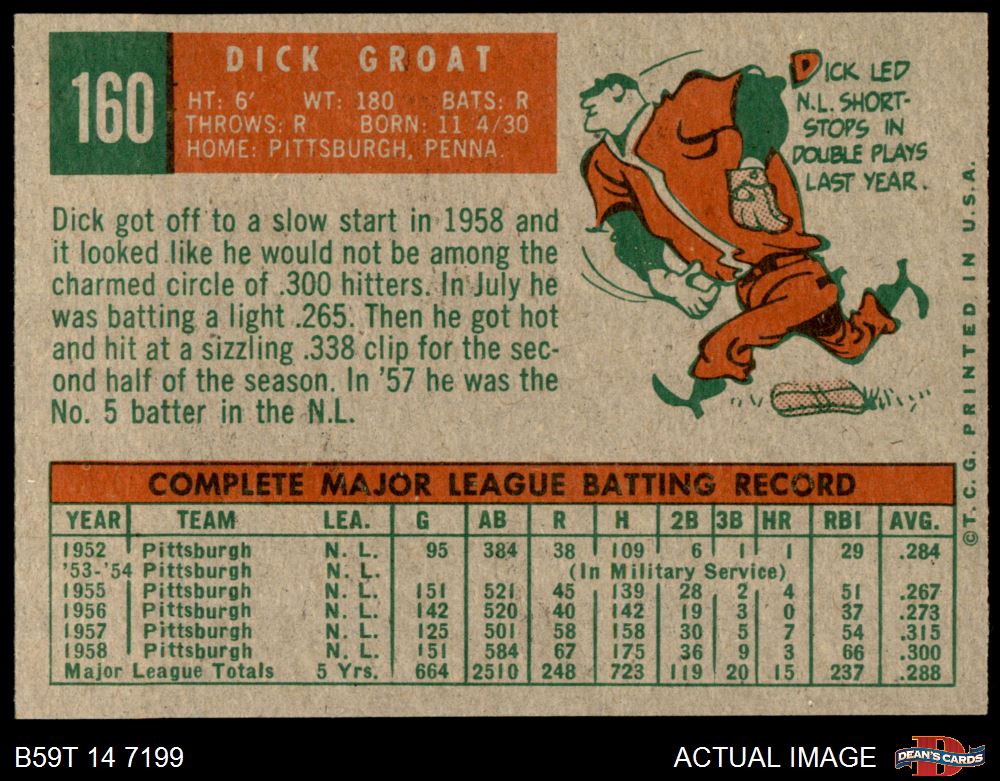 160
DICK GROAT
HT: 6' WT: 180 BATS: R
THROWS: R BORN: 11 4/30
HOME: PITTSBURGH, PENNA.
DICK LED
N.L. SHORT-
STOPS IN
DOUBLE PLAYS
LAST YEAR.
Dick got off to a slow start in 1958 and
it looked like he would not be among the
charmed circle of .300 hitters. In July he
was batting a light .265. Then he got hot
and hit at a sizzling .338 clip for the sec-
ond half of the season. In '57 he was the
No. 5 batter in the N.L.
©T. C. G. PRINTED IN U.S.A.
COMPLETE MAJOR LEAGUE BATTING RECORD
YEAR TEAM LEA. G AB R H 2B 3B HR RBI AVG.
1952 Pittsburgh N. L. 95 384 38 109 6 1 1 29 .284
'53-'54 Pittsburgh N. L. (In Military Service)
1955 Pittsburgh N. L. 151 521 45 139 28 2 4 51 .267
1956 Pittsburgh N. L. 142 520 40 142 19 3 0 37 .273
1957 Pittsburgh N. L. 125 501 58 158 30 5 7 54 .315
1958 Pittsburgh N. L. 151 584 67 175 36 9 3 66 .300
Major League Totals 5 Yrs. 664 2510 248 723 119 20 15 237 .288
B59T 14 7199
ACTUAL IMAGE
D
DEAN'S CARDS